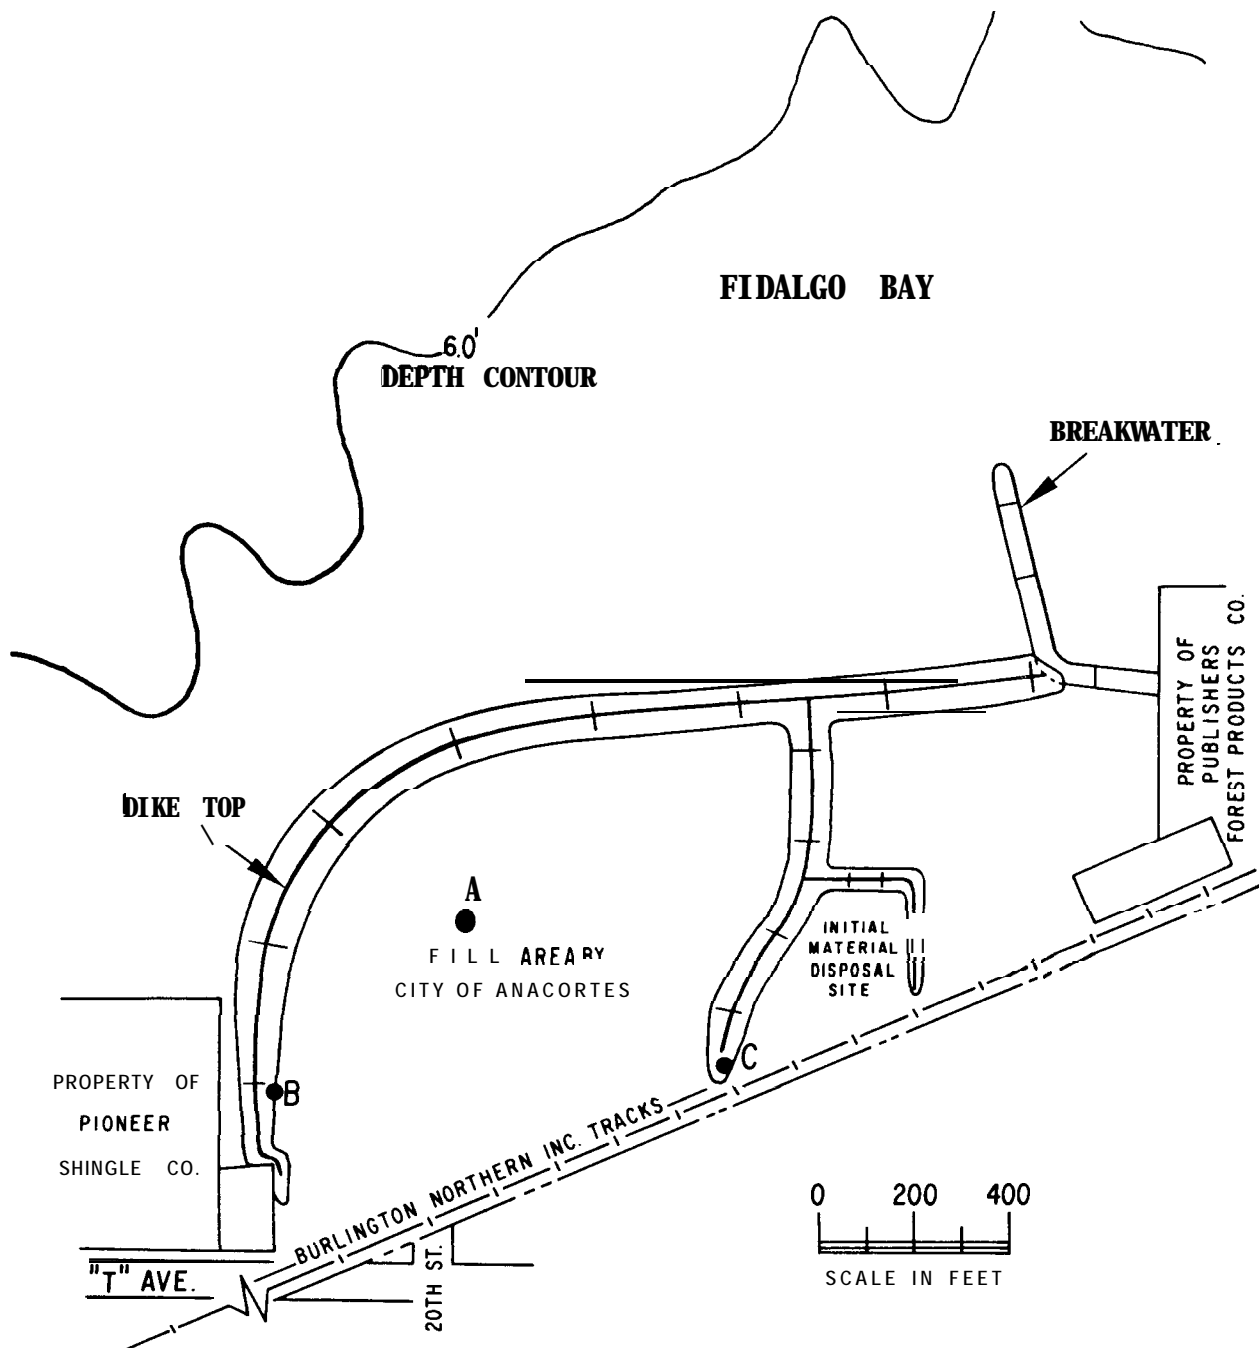 FIDALGO BAY
6.0'
DEPTH CONTOUR
BREAKWATER
PROPERTY OF
PUBLISHERS
FOREST PRODUCTS CO.
DIKE TOP
A
FILL AREA BY
CITY OF ANACORTES
INITIAL
MATERIAL
DISPOSAL
SITE
C
B
PROPERTY OF
PIONEER
SHINGLE CO.
BURLINGTON NORTHERN INC. TRACKS
"T" AVE.
20TH ST.
0 200 400
SCALE IN FEET